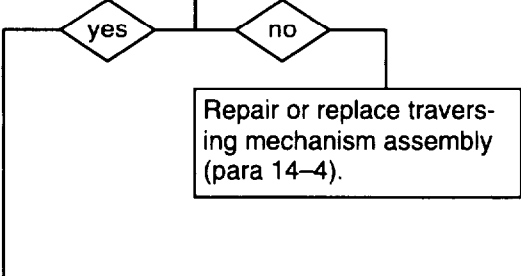 yes
no
Repair or replace travers-
ing mechanism assembly
(para 14–4).